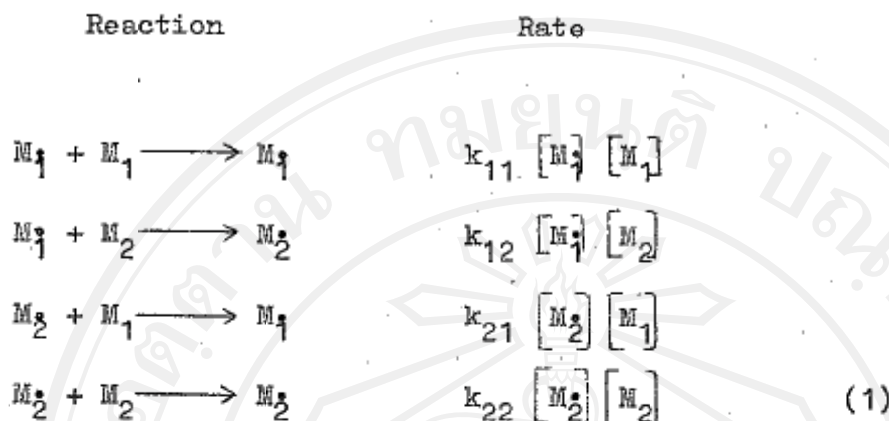 Reaction Rate
M₁• + M₁ ⟶ M₁• k₁₁ [M₁•] [M₁]
M₁• + M₂ ⟶ M₂• k₁₂ [M₁•] [M₂]
M₂• + M₁ ⟶ M₁• k₂₁ [M₂•] [M₁]
M₂• + M₂ ⟶ M₂• k₂₂ [M₂•] [M₂] (1)